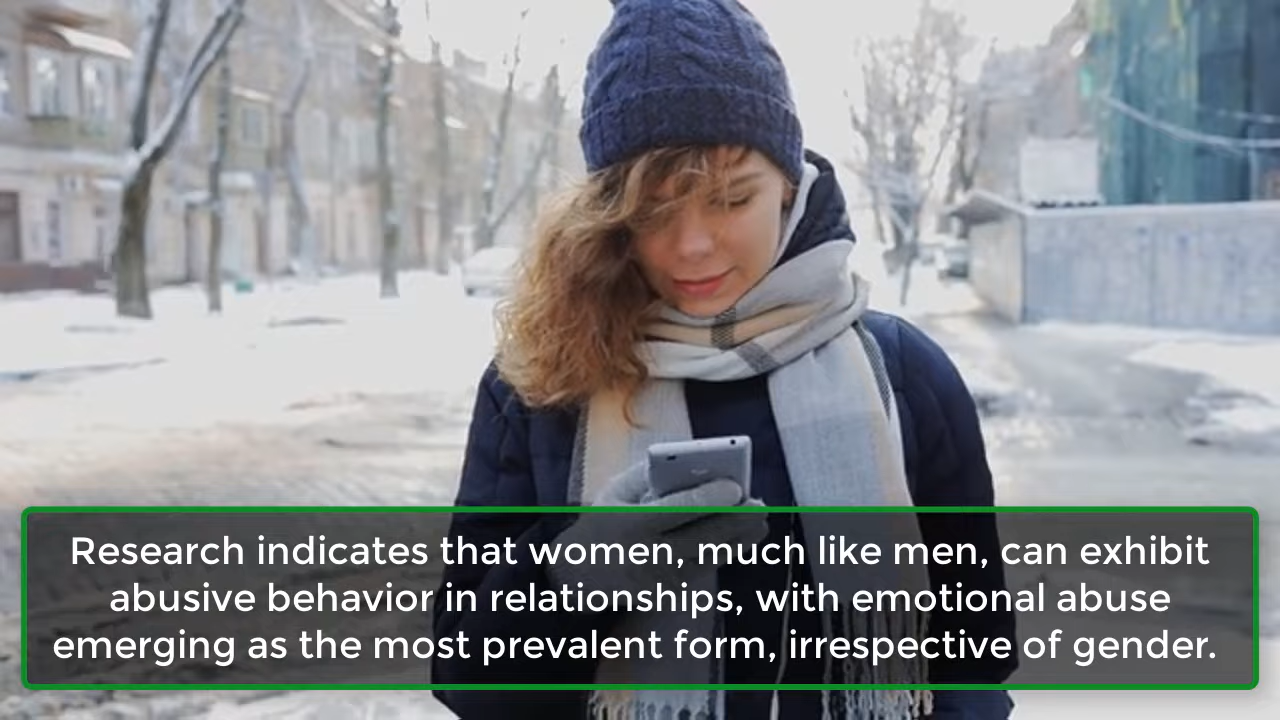 Research indicates that women, much like men, can exhibit
abusive behavior in relationships, with emotional abuse
emerging as the most prevalent form, irrespective of gender.